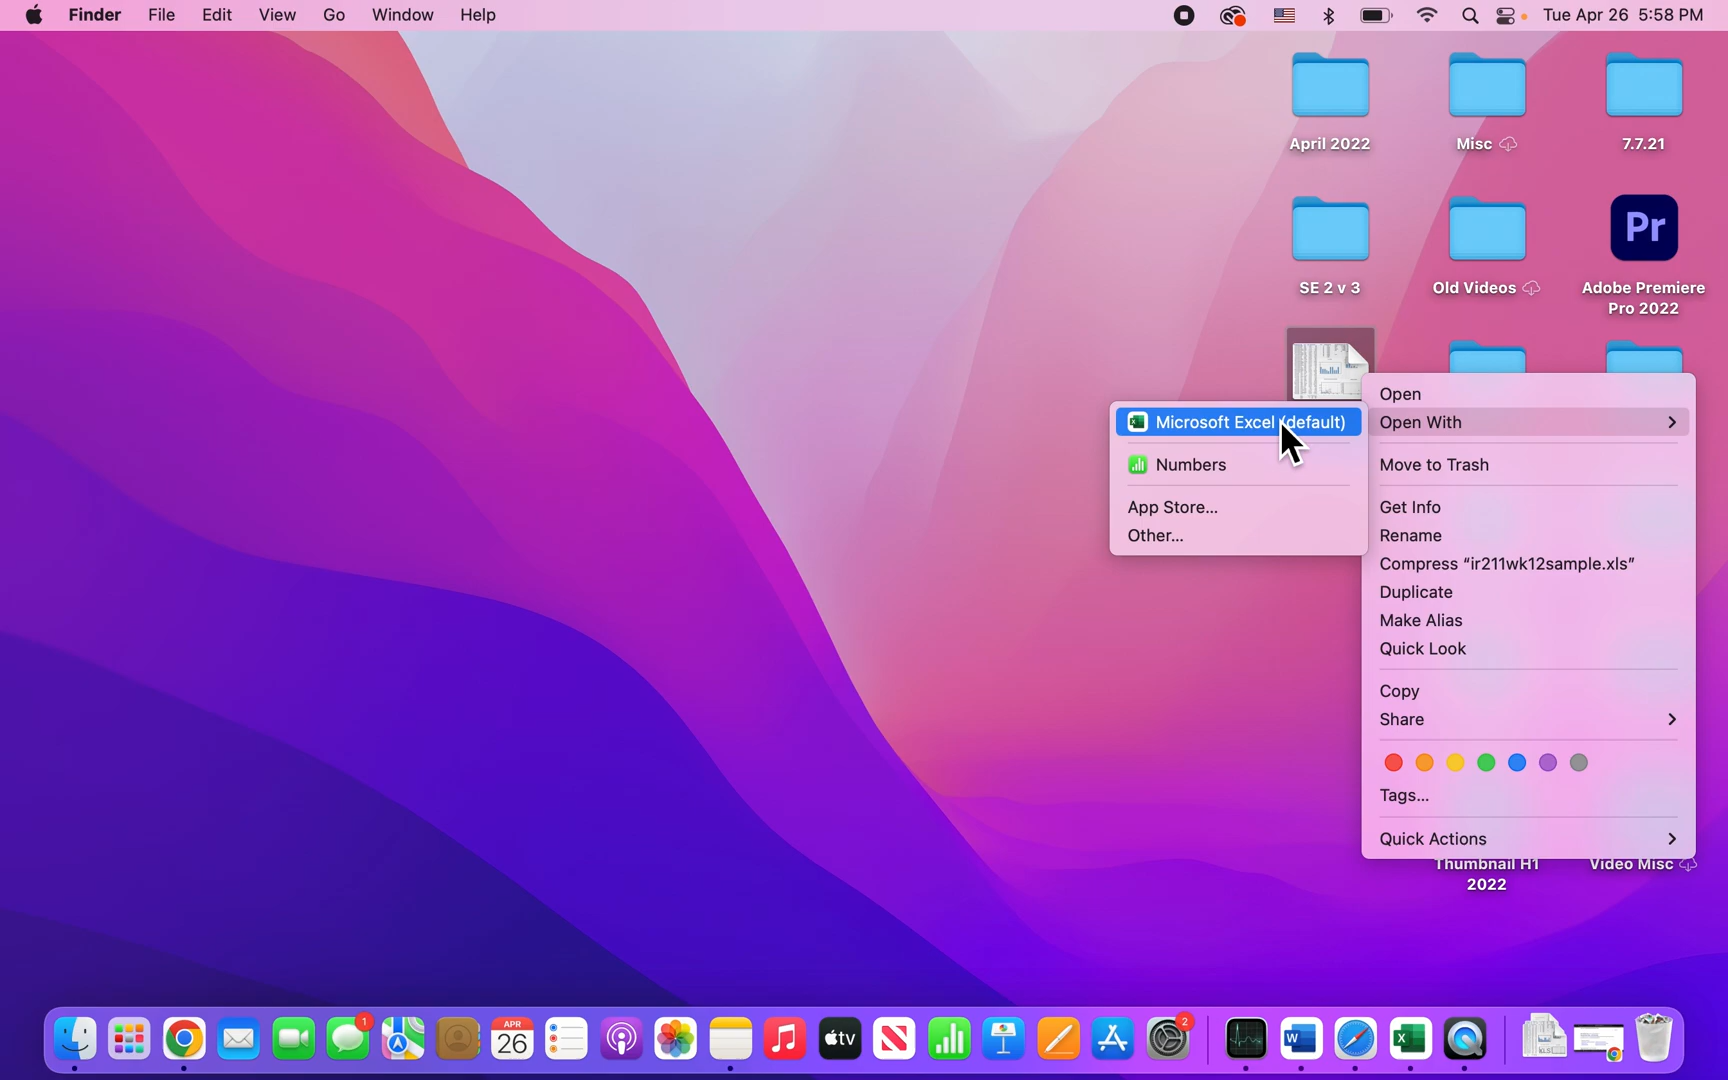 Finder File Edit View Go Window Help Tue Apr 26 5:58 PM
April 2022 Misc 7.7.21
Pr
SE 2 v 3 Old Videos Adobe Premiere
Pro 2022
Open
Microsoft Excel (default) Open With
Numbers Move to Trash
App Store... Get Info
Other... Rename
Compress “ir211wk12sample.xls”
Duplicate
Make Alias
Quick Look
Copy
Share
Tags...
Quick Actions
Thumbnail H1 Video Misc
2022
1 APR
26 tv 2 W X XLS